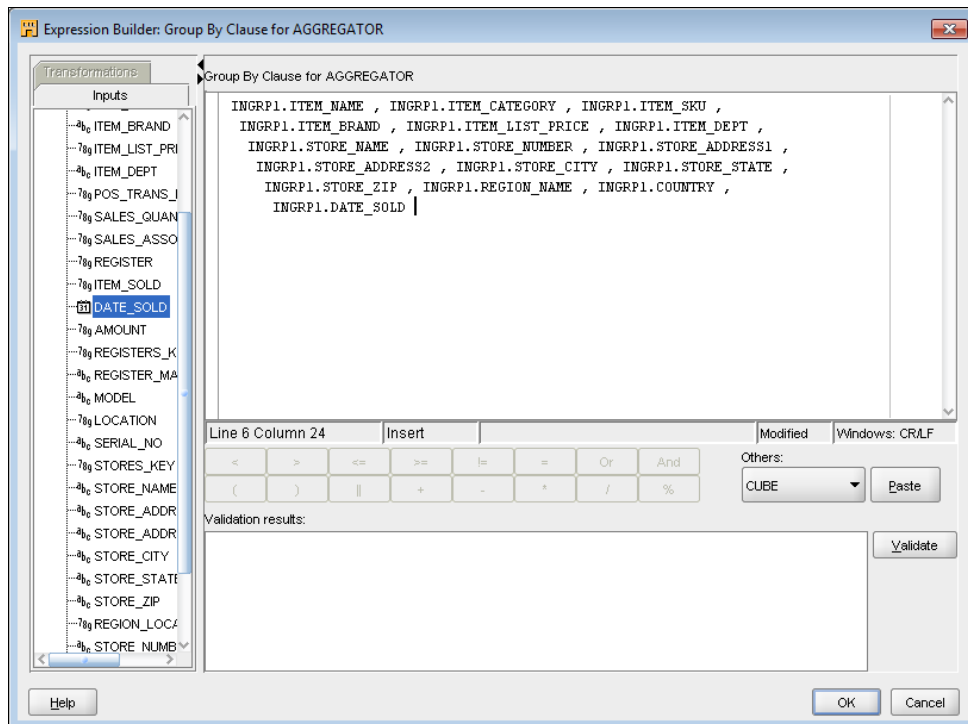 Expression Builder: Group By Clause for AGGREGATOR
Transformations
Inputs
ITEM_BRAND
ITEM_LIST_PRI
ITEM_DEPT
POS_TRANS_
SALES_QUAN
SALES_ASSO
REGISTER
ITEM_SOLD
31 DATE_SOLD
AMOUNT
REGISTERS_K
REGISTER_MA
MODEL
LOCATION
SERIAL_NO
STORES_KEY
STORE_NAME
STORE_ADDR
STORE_ADDR
STORE_CITY
STORE_STATE
STORE_ZIP
REGION_LOCA
STORE_NUMB
Group By Clause for AGGREGATOR
INGRP1.ITEM_NAME , INGRP1.ITEM_CATEGORY , INGRP1.ITEM_SKU ,
INGRP1.ITEM_BRAND , INGRP1.ITEM_LIST_PRICE , INGRP1.ITEM_DEPT ,
INGRP1.STORE_NAME , INGRP1.STORE_NUMBER , INGRP1.STORE_ADDRESS1 ,
INGRP1.STORE_ADDRESS2 , INGRP1.STORE_CITY , INGRP1.STORE_STATE ,
INGRP1.STORE_ZIP , INGRP1.REGION_NAME , INGRP1.COUNTRY ,
INGRP1.DATE_SOLD
Line 6 Column 24 Insert Modified Windows: CR/LF
< > <= >= != = Or And
( ) || + - * / %
Others:
CUBE Paste
Validation results:
Validate
Help OK Cancel